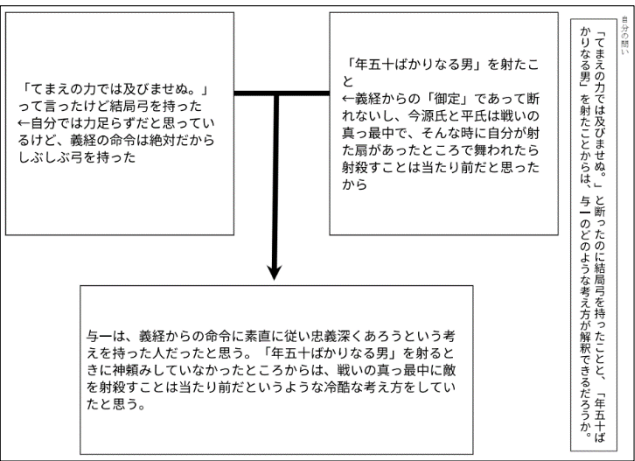 自分の問い
「てまえの力では及びませぬ。」と断ったのに結局弓を持ったことと、「年五十ば
かりなる男」を射たことからは、与一のどのような考え方が解釈できるだろうか。
「年五十ばかりなる男」を射たこ
と
←義経からの「御定」であって断
れないし、今源氏と平氏は戦いの
真っ最中で、そんな時に自分が射
た扇があったところで舞われたら
射殺すことは当たり前だと思った
から
「てまえの力では及びませぬ。」
って言ったけど結局弓を持った
←自分では力足らずだと思ってい
るけど、義経の命令は絶対だから
しぶしぶ弓を持った
与一は、義経からの命令に素直に従い忠義深くあろうという考
えを持った人だったと思う。「年五十ばかりなる男」を射るど
きに神頼みしていなかったところからは、戦いの真っ最中に敵
を射殺すことは当たり前だというような冷酷な考え方をしてい
たと思う。